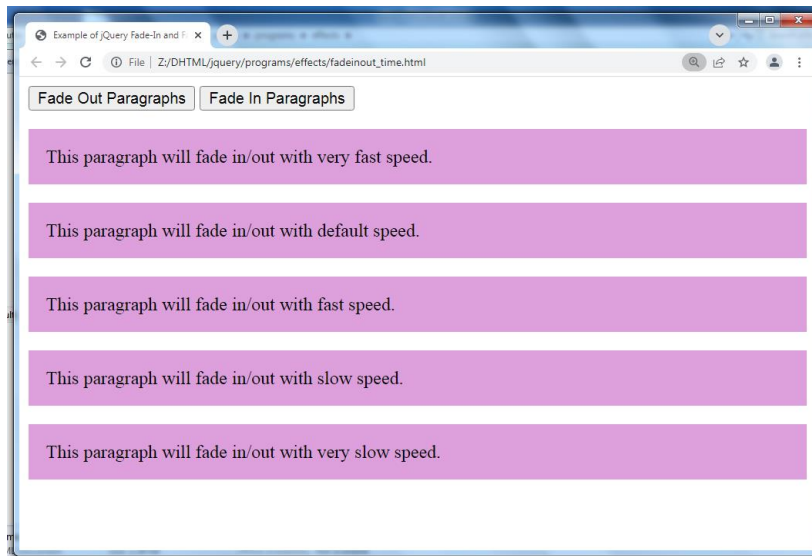 Example of jQuery Fade-In and F
File | Z:/DHTML/jquery/programs/effects/fadeinout_time.html
Fade Out Paragraphs Fade In Paragraphs
This paragraph will fade in/out with very fast speed.
This paragraph will fade in/out with default speed.
This paragraph will fade in/out with fast speed.
This paragraph will fade in/out with slow speed.
This paragraph will fade in/out with very slow speed.